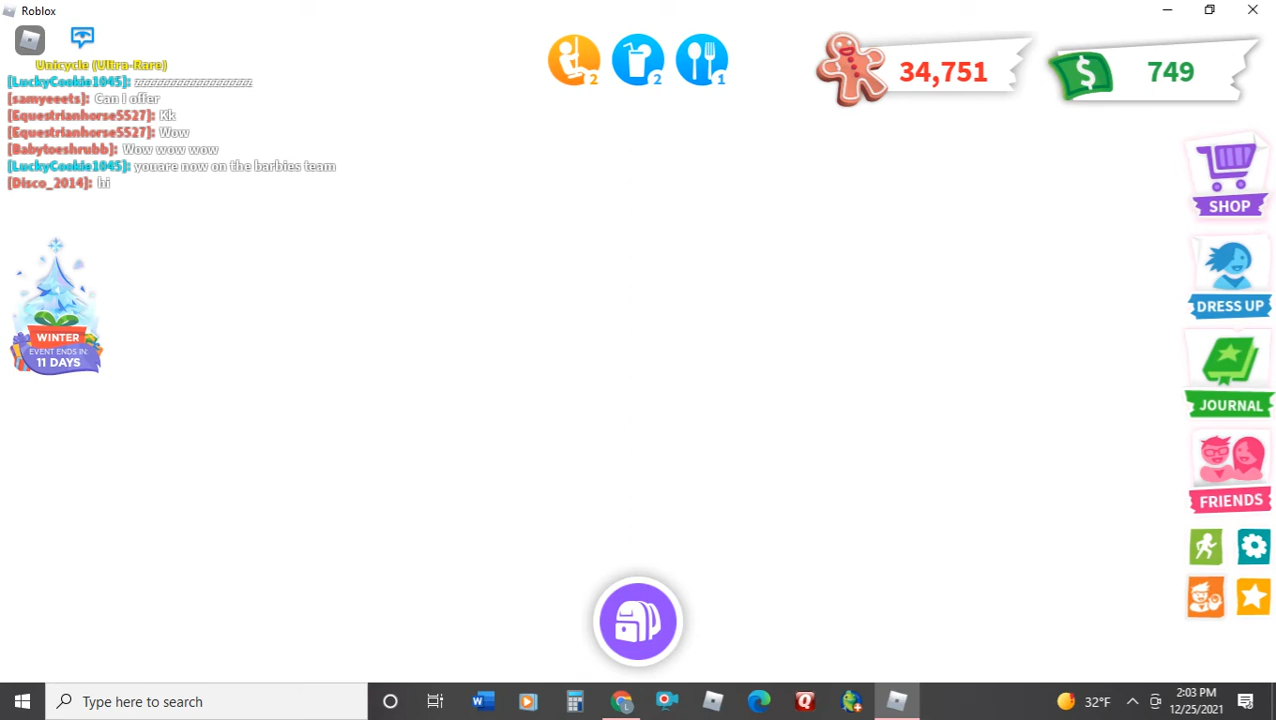 Roblox
Unicycle (Ultra-Rare)
[LuckyCookie1045]: zzzzzzzzzzzzzzzzzzz
[samyeeets]: Can I offer
[Equestrianhorse5527]: Kk
[Equestrianhorse5527]: Wow
[Babytoeshrubb]: Wow wow wow
[LuckyCookie1045]: youare now on the barbies team
[Disco_2014]: hi
2
2
1
34,751
$
749
SHOP
DRESS UP
JOURNAL
FRIENDS
WINTER
EVENT ENDS IN:
11 DAYS
Type here to search
32°F
2:03 PM
12/25/2021